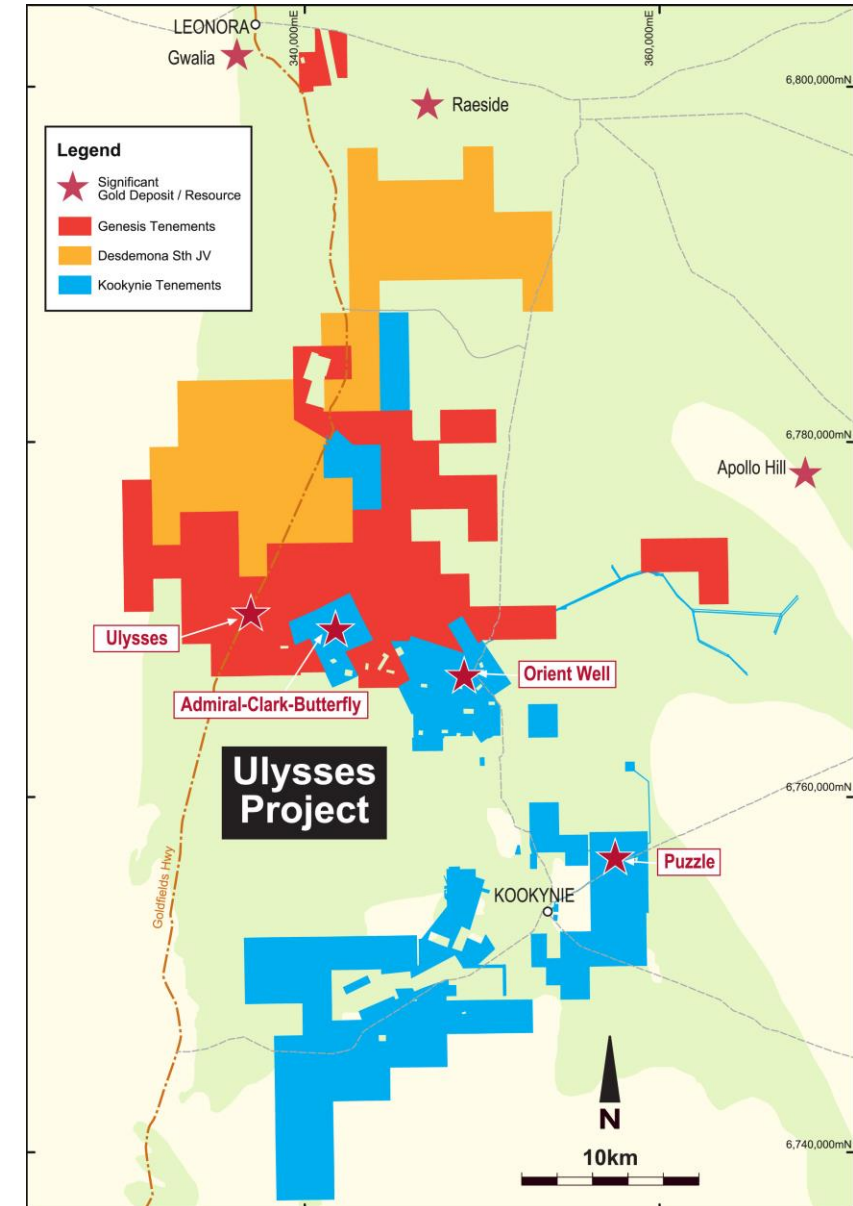 LEONORA
Gwalia
340,000mE
360,000mE
6,800,000mN
Raeside
Legend
Significant
Gold Deposit / Resource
Genesis Tenements
Desdemona Sth JV
Kookynie Tenements
6,780,000mN
Apollo Hill
Ulysses
Admiral-Clark-Butterfly
Orient Well
Ulysses
Project
6,760,000mN
Puzzle
Goldfields Hwy
KOOKYNIE
N
10km
6,740,000mN